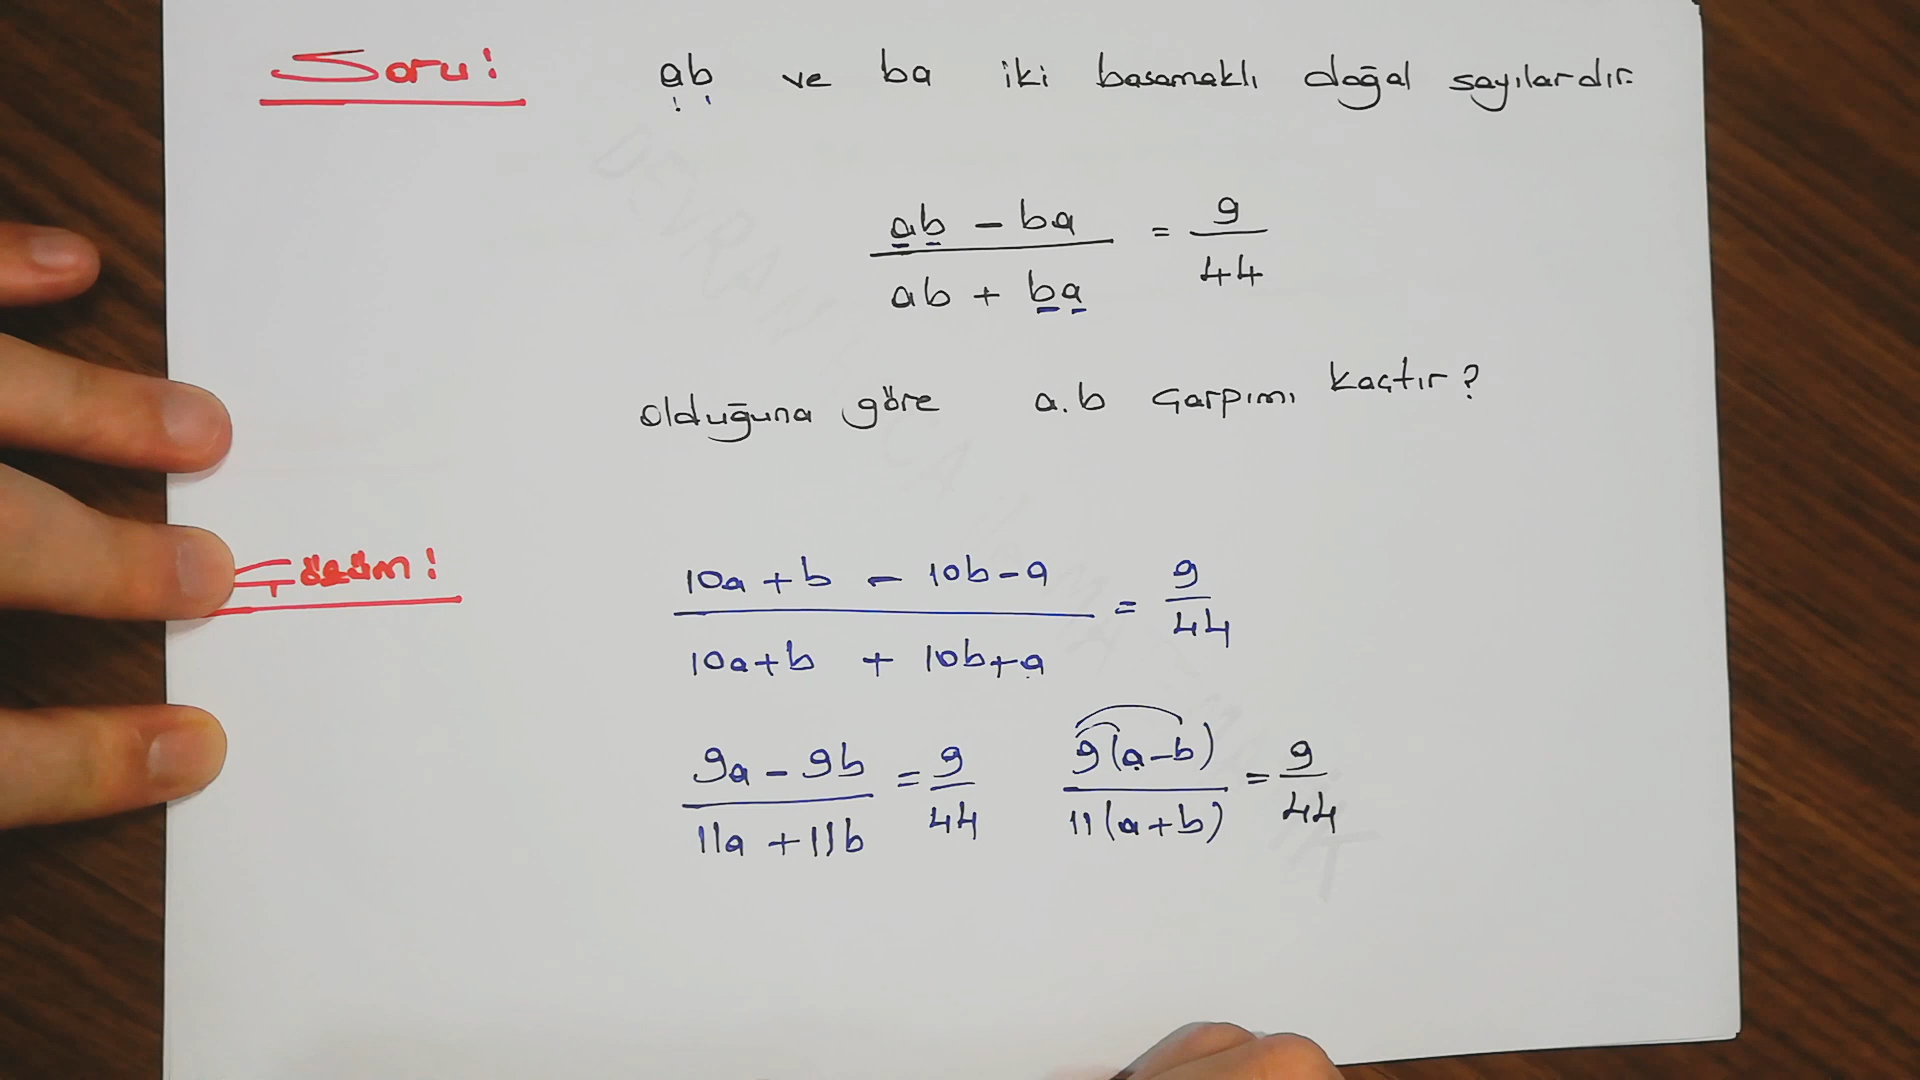 Soru: ab ve ba iki basamaklı doğal sayılardır.
ab - ba / ab + ba = 9 / 44
olduğuna göre a.b çarpımı kaçtır?
Çözüm:
10a + b - 10b - a / 10a + b + 10b + a = 9 / 44
9a - 9b / 11a + 11b = 9 / 44   9(a-b) / 11(a+b) = 9 / 44